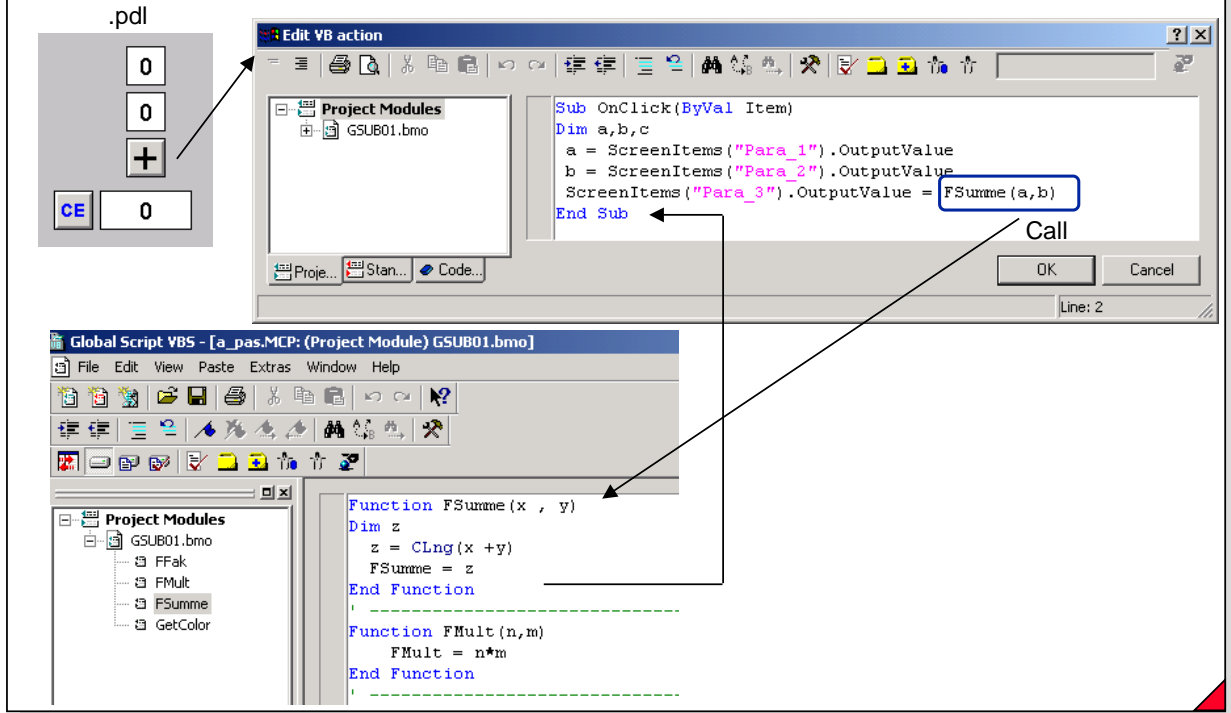 .pdl
0
0
+
CE 0
Edit VB action
Project Modules
GSUB01.bmo
Sub OnClick(ByVal Item)
Dim a,b,c
a = ScreenItems("Para_1").OutputValue
b = ScreenItems("Para_2").OutputValue
ScreenItems("Para_3").OutputValue = FSumme(a,b)
End Sub
Call
Proje... Stan... Code...
OK Cancel
Line: 2
Global Script VBS - [a_pas.MCP: (Project Module) GSUB01.bmo]
File Edit View Paste Extras Window Help
Project Modules
GSUB01.bmo
FFak
FMult
FSumme
GetColor
Function FSumme(x , y)
Dim z
z = CLng(x +y)
FSumme = z
End Function
' ------------------------------
Function FMult(n,m)
FMult = n*m
End Function
' ------------------------------